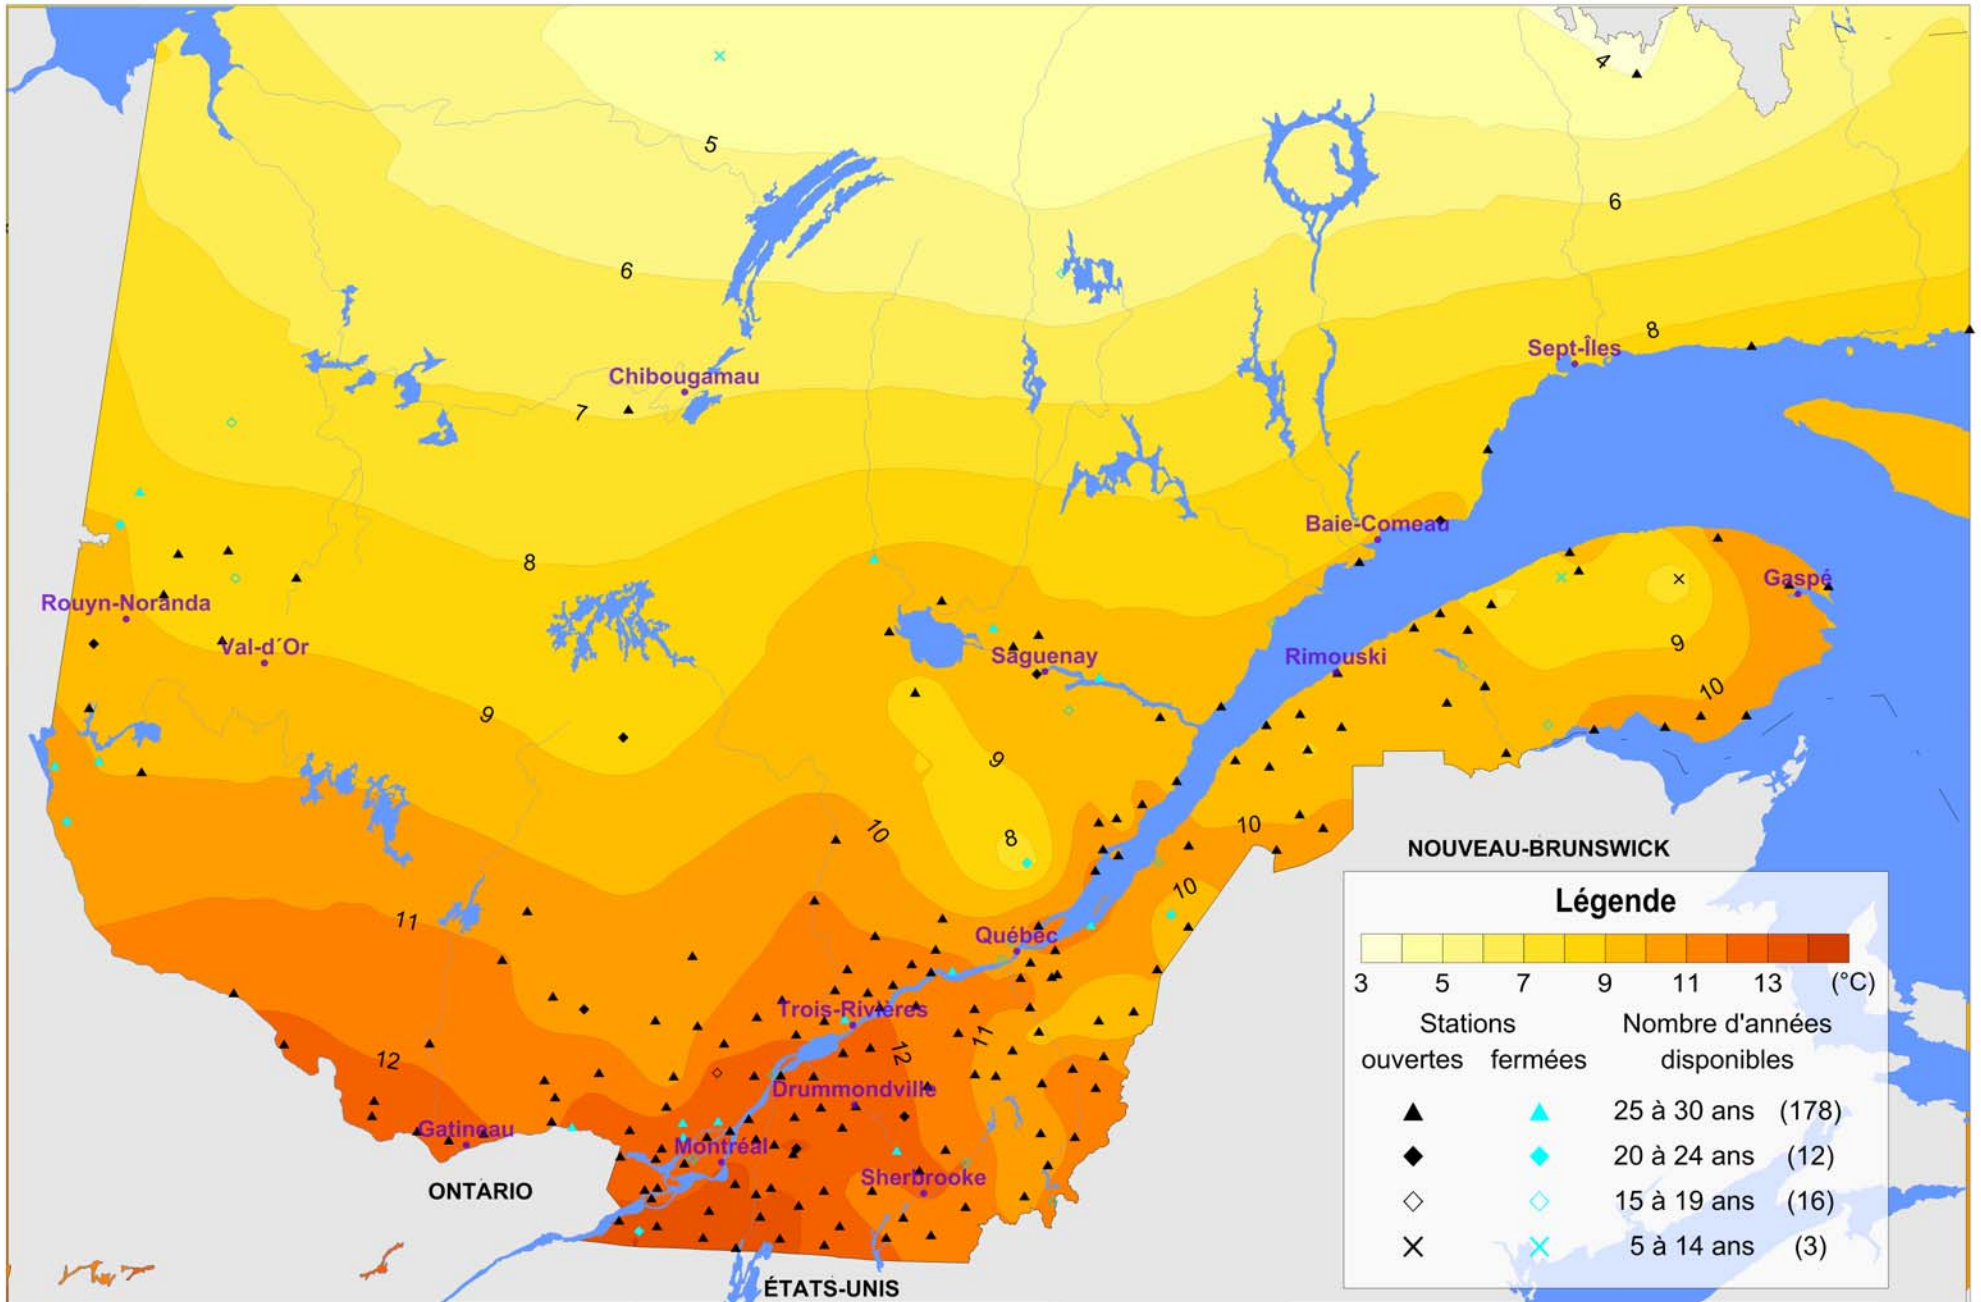 4
5
6
6
8
Sept-Îles
Chibougamau
7
Baie-Comeau
8
Gaspé
Rouyn-Noranda
Val-d´Or
Saguenay
Rimouski
9
10
9
9
10
8
10
NOUVEAU-BRUNSWICK
10
11
Québec
Trois-Rivières
11
12
12
Drummondville
Gatineau
Montréal
Sherbrooke
ONTARIO
ÉTATS-UNIS
Légende
3 5 7 9 11 13 (°C)
Stations Nombre d'années
ouvertes fermées disponibles
25 à 30 ans (178)
20 à 24 ans (12)
15 à 19 ans (16)
5 à 14 ans (3)